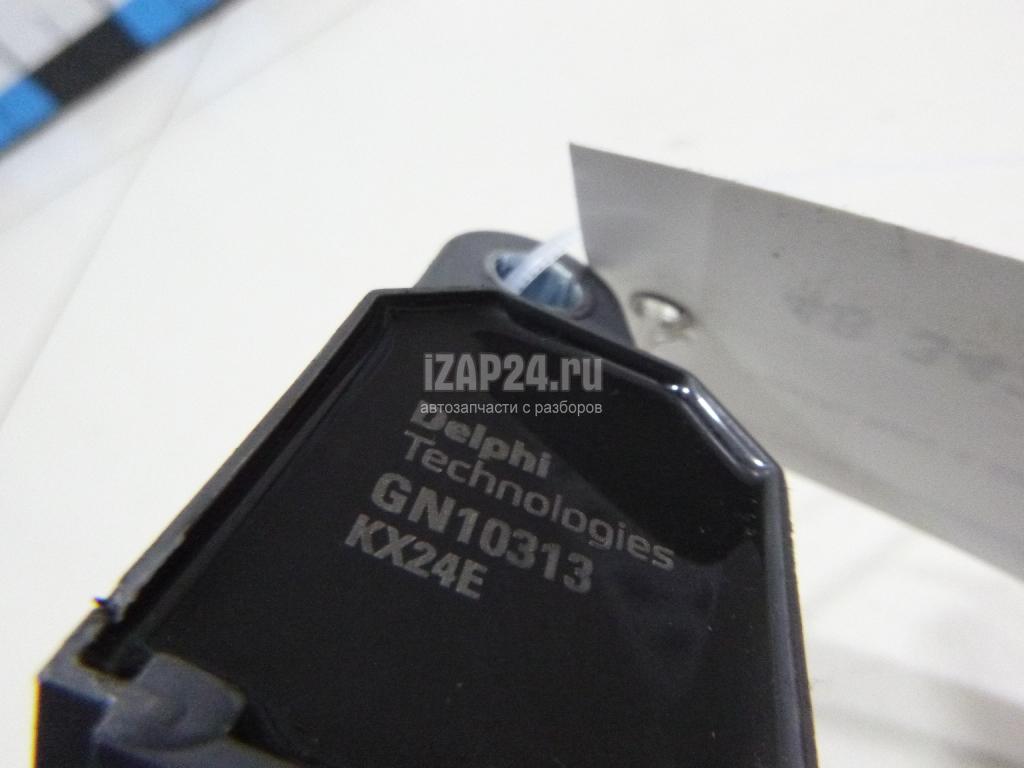 iZAP24.ru
автозапчасти с разборов
Delphi
Technologies
GN10313
KX24E